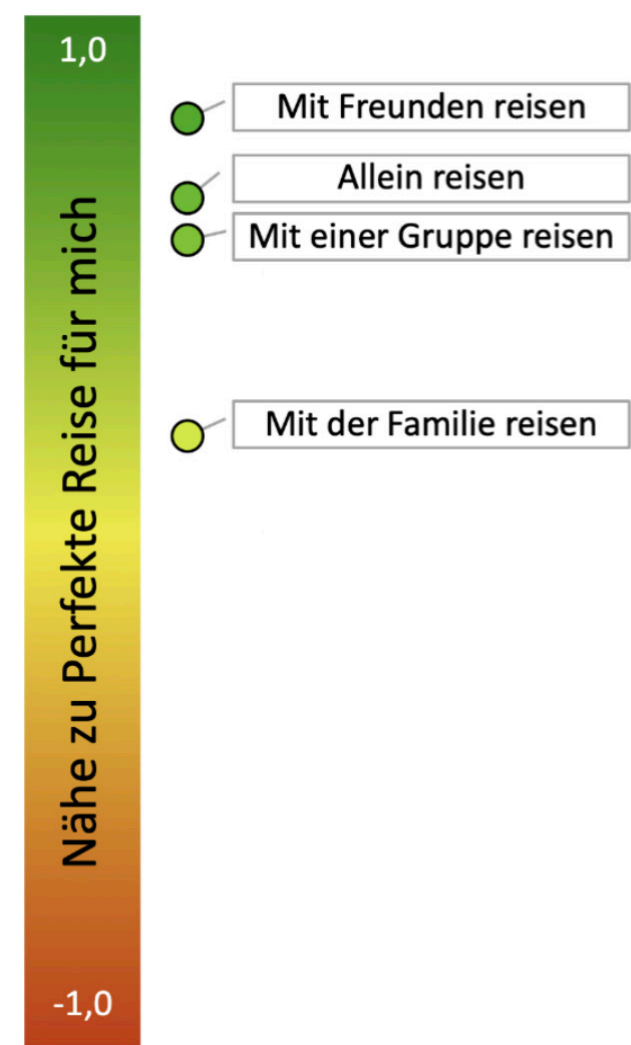 1,0
Nähe zu Perfekte Reise für mich
-1,0
Mit Freunden reisen
Allein reisen
Mit einer Gruppe reisen
Mit der Familie reisen